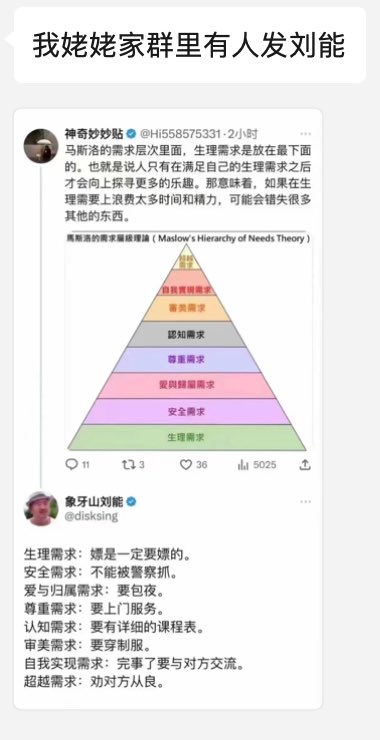 我姥姥家群里有人发刘能
神奇妙妙贴 @Hi558575331·2小时
马斯洛的需求层次里面,生理需求是放在最下面
的。也就是说人只有在满足自己的生理需求之后
才会向上探寻更多的乐趣。那意味着,如果在生
理需要上浪费太多时间和精力,可能会错失很多
其他的东西。
馬斯洛的需求層級理論(Maslow's Hierarchy of Needs Theory)
超越
需求
自我實現需求
審美需求
認知需求
尊重需求
愛與歸屬需求
安全需求
生理需求
11 3 36 5025
象牙山刘能
@disksing
生理需求:嫖是一定要嫖的。
安全需求:不能被警察抓。
爱与归属需求:要包夜。
尊重需求:要上门服务。
认知需求:要有详细的课程表。
审美需求:要穿制服。
自我实现需求:完事了要与对方交流。
超越需求:劝对方从良。